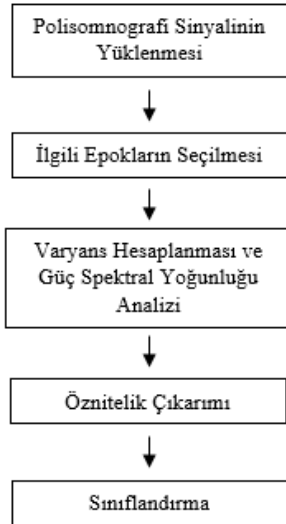 Polisomnografi Sinyalinin
Yüklenmesi
İlgili Epokların Seçilmesi
Varyans Hesaplanması ve
Güç Spektral Yoğunluğu
Analizi
Öznitelik Çıkarımı
Sınıflandırma